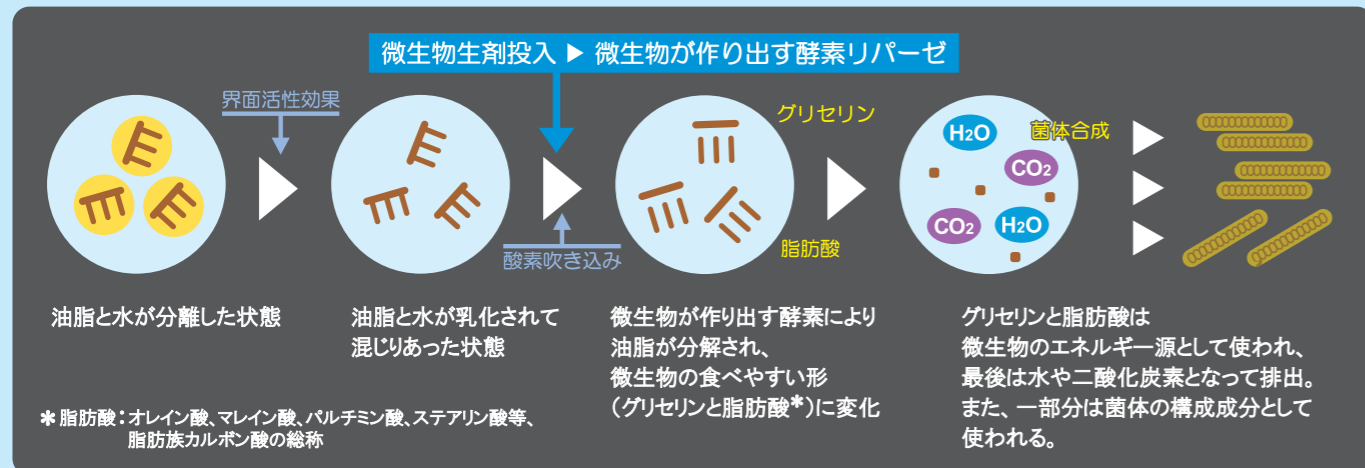 微生物生剤投入 ▶ 微生物が作り出す酵素リパーゼ
界面活性効果
酸素吹き込み
グリセリン
脂肪酸
H2O
菌体合成
CO2
CO2
H2O
油脂と水が分離した状態
油脂と水が乳化されて
混じりあった状態
微生物が作り出す酵素により
油脂が分解され、
微生物の食べやすい形
（グリセリンと脂肪酸*）に変化
グリセリンと脂肪酸は
微生物のエネルギー源として使われ、
最後は水や二酸化炭素となって排出。
また、一部分は菌体の構成成分として
使われる。
*脂肪酸：オレイン酸、マレイン酸、パルチミン酸、ステアリン酸等、
脂肪族カルボン酸の総称